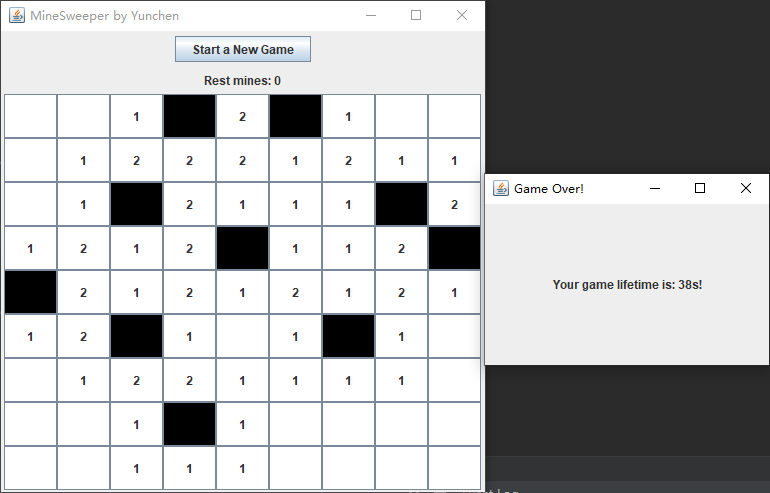 MineSweeper by Yunchen
Start a New Game
Rest mines: 0
1 2 1
1 2 2 2 1 2 1 1
1 2 1 1 1 2
1 2 1 2 1 1 2
2 1 2 1 2 1 2 1
1 2 1 1 1
1 2 2 1 1 1 1
1 1
1 1 1
Game Over!
Your game lifetime is: 38s!